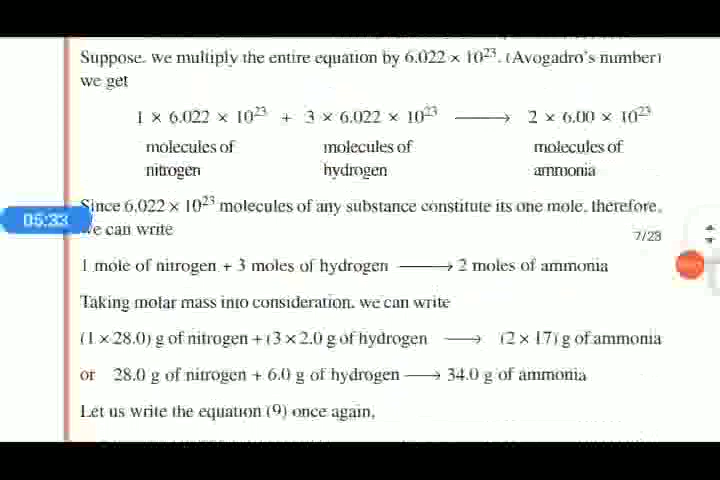 Suppose. we multiply the entire equation by 6.022 × 10²³. (Avogadro's number)
we get
1 × 6.022 × 10²³ + 3 × 6.022 × 10²³ ⟶ 2 × 6.00 × 10²³
molecules of molecules of molecules of
nitrogen hydrogen ammonia
Since 6.022 × 10²³ molecules of any substance constitute its one mole. therefore,
05:33
we can write
7/23
1 mole of nitrogen + 3 moles of hydrogen ⟶ 2 moles of ammonia
Taking molar mass into consideration. we can write
(1 × 28.0) g of nitrogen + (3 × 2.0 g of hydrogen ⟶ (2 × 17) g of ammonia
or 28.0 g of nitrogen + 6.0 g of hydrogen ⟶ 34.0 g of ammonia
Let us write the equation (9) once again,